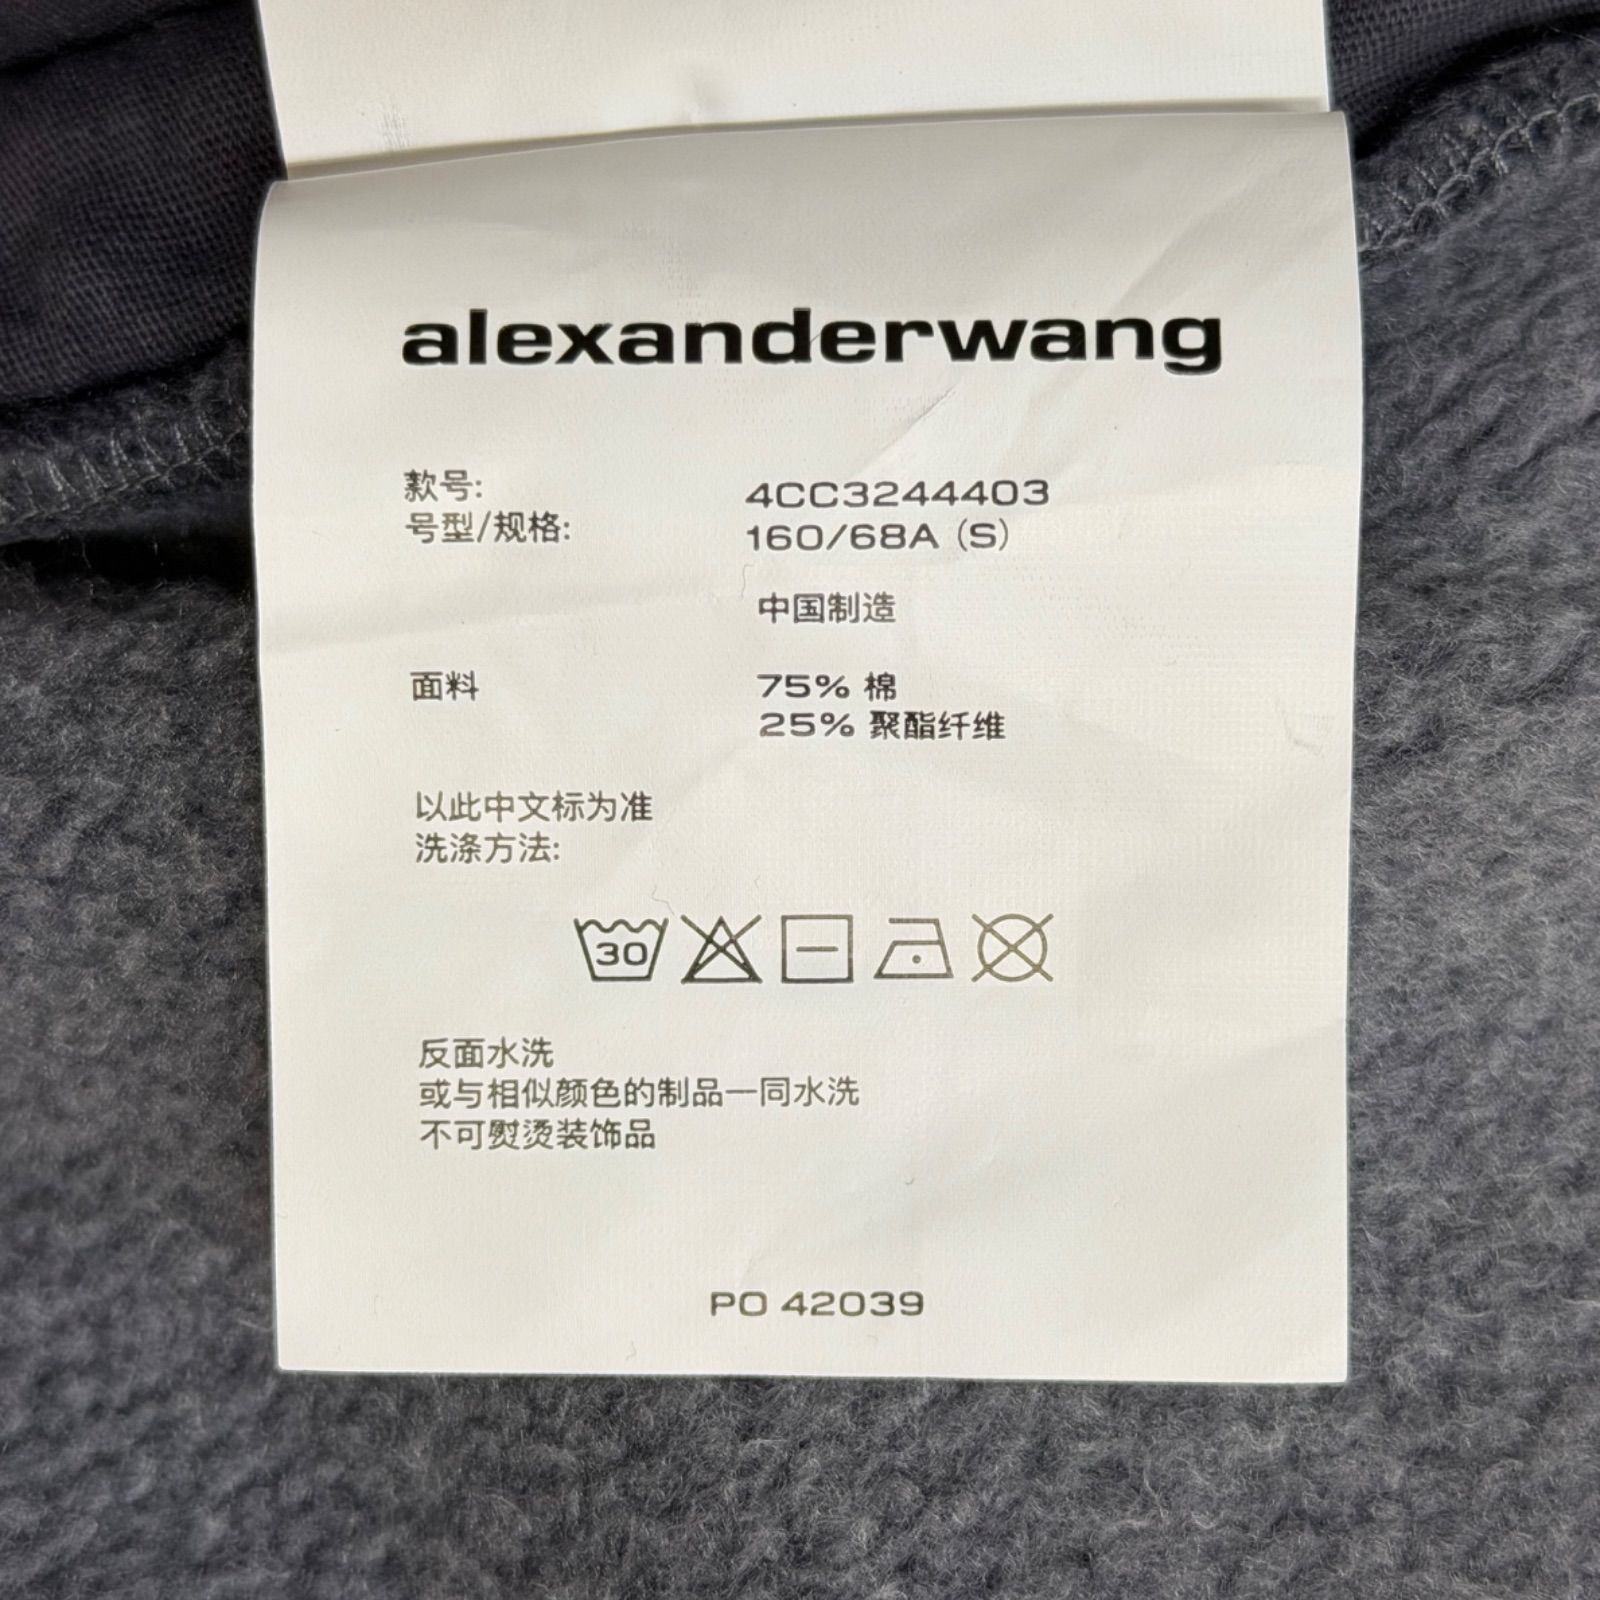 alexanderwang
款号: 4CC3244403
号型/规格: 160/68A (S)
中国制造
面料 75% 棉
25% 聚酯纤维
以此中文标为准
洗涤方法:
30
反面水洗
或与相似颜色的制品一同水洗
不可熨烫装饰品
PO 42039